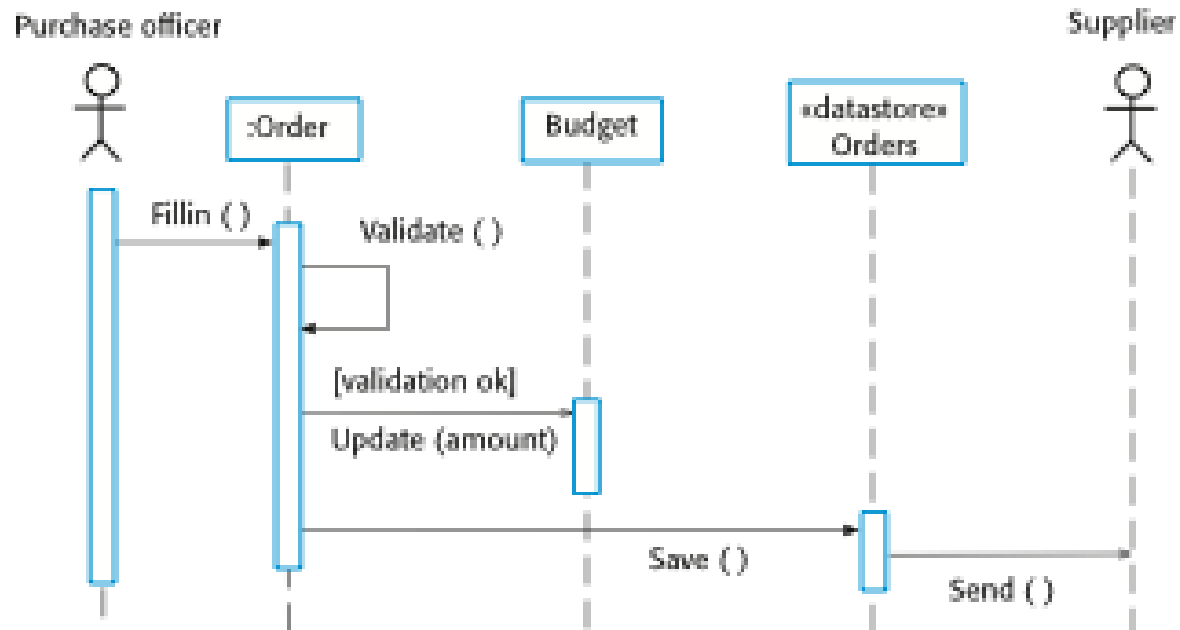 Purchase officer
Supplier
:Order
Budget
«datastore»
Orders
Fillin ( )
Validate ( )
[validation ok]
Update (amount)
Save ( )
Send ( )